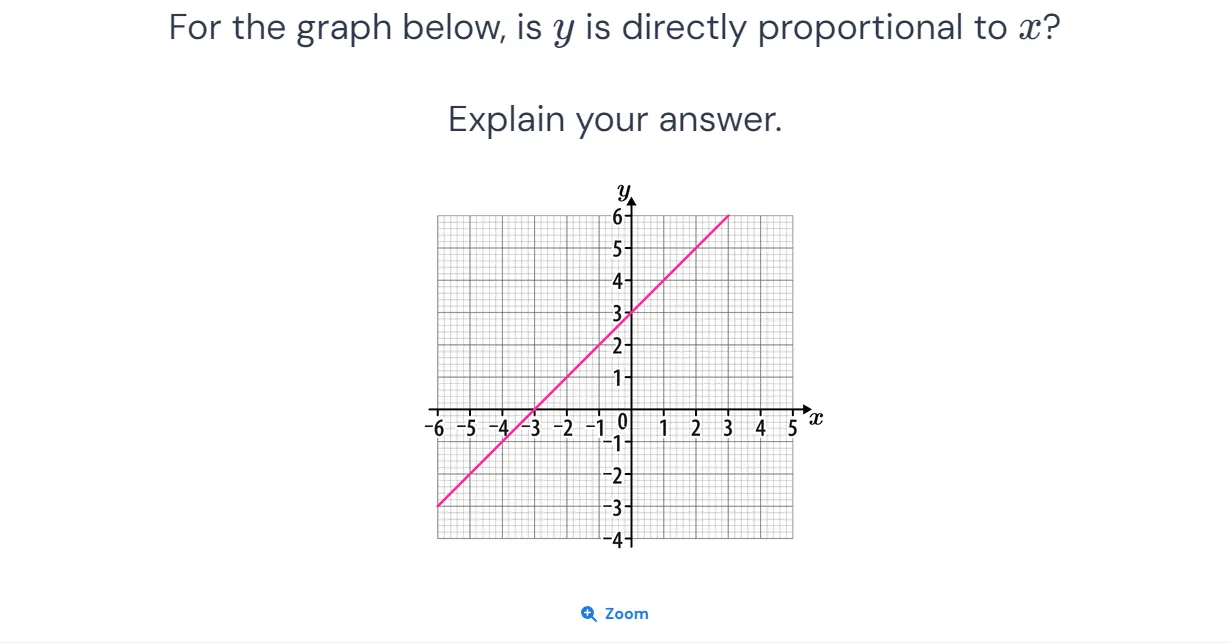 For the graph below, is y is directly proportional to x?
Explain your answer.
y
6
5
4
3
2
1
-6 -5 -4 -3 -2 -1 0 1 2 3 4 5 x
-1
-2
-3
-4
Zoom